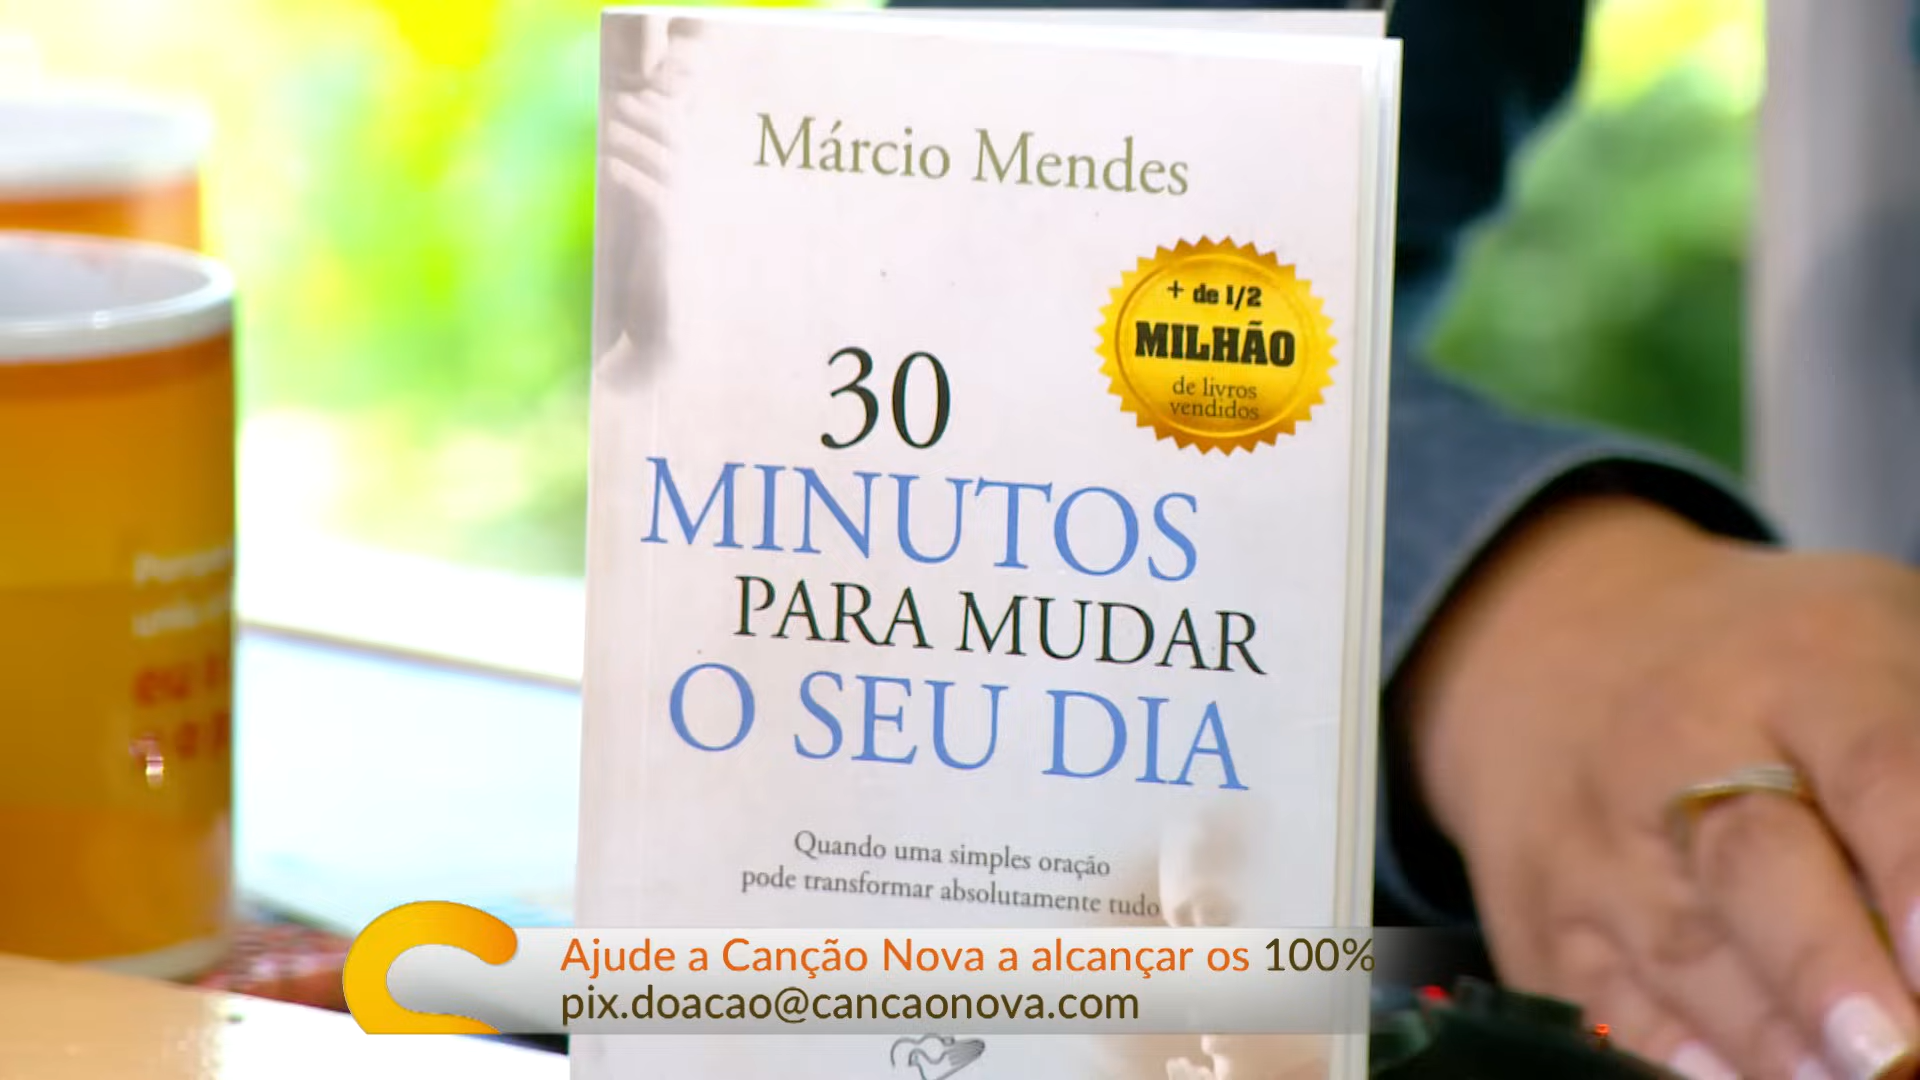 Márcio Mendes
+ de 1/2
MILHÃO
de livros
vendidos
30
MINUTOS
PARA MUDAR
O SEU DIA
Quando uma simples oração
pode transformar absolutamente tudo
Ajude a Canção Nova a alcançar os 100%
pix.doacao@cancaonova.com